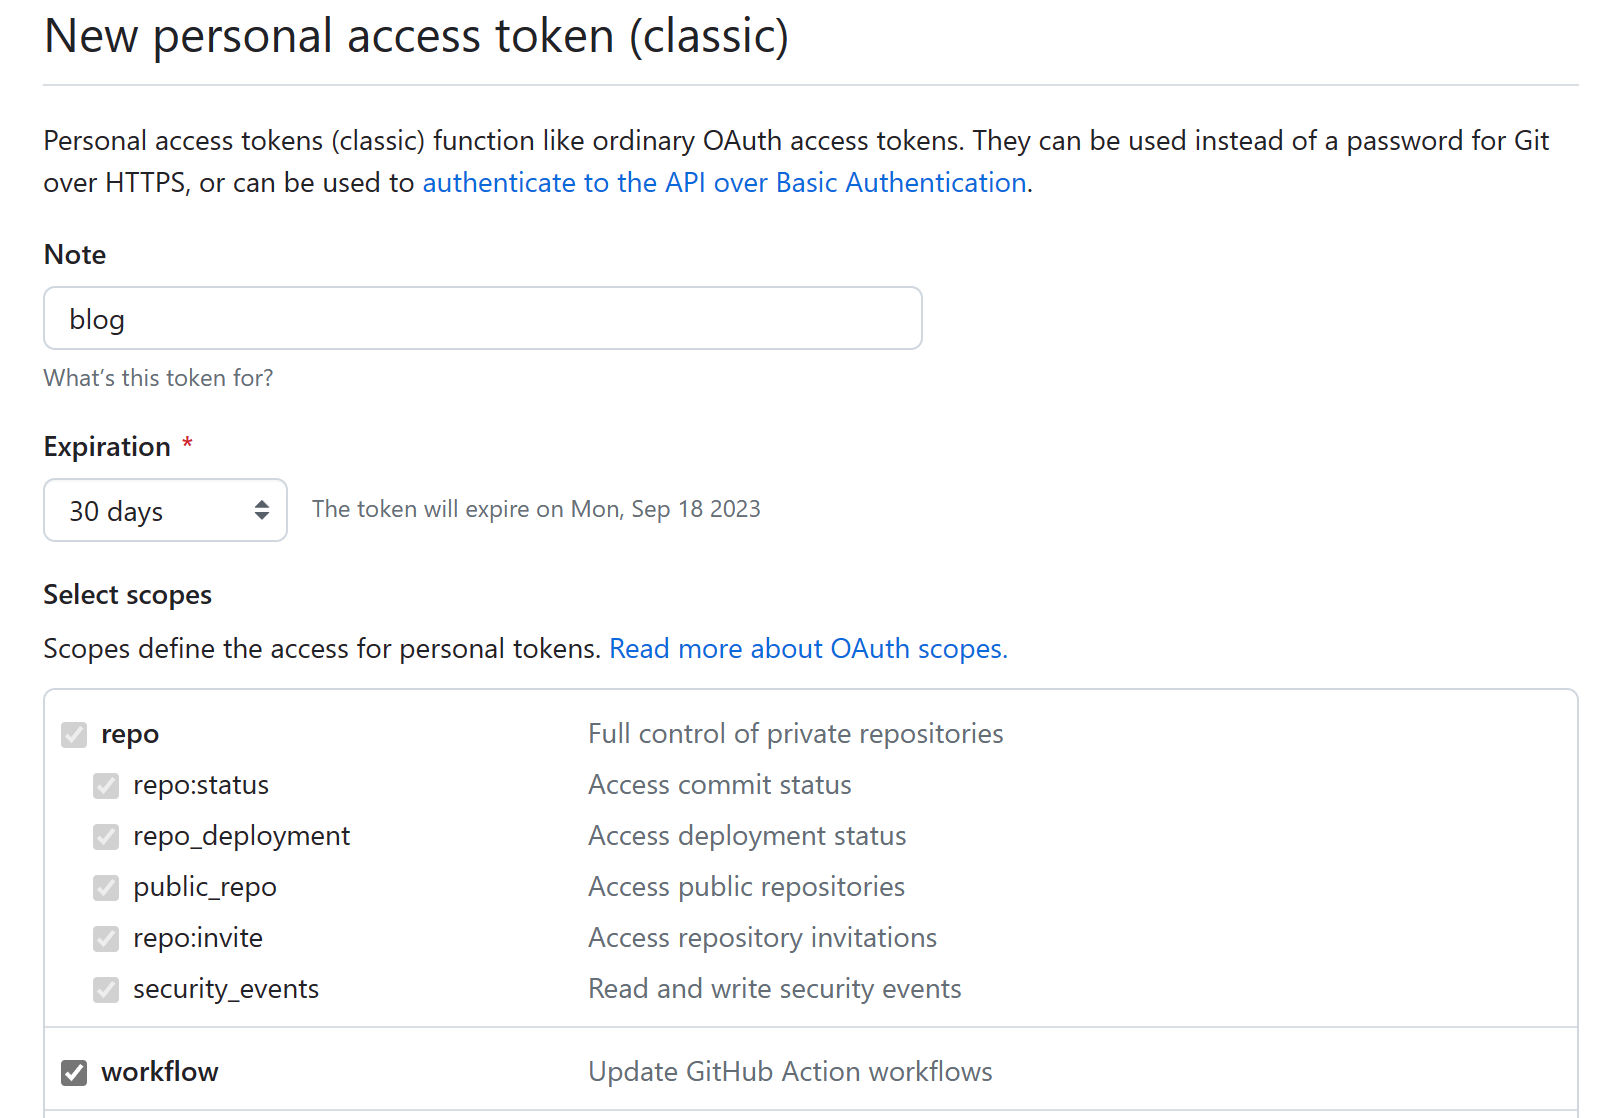 New personal access token (classic)
Personal access tokens (classic) function like ordinary OAuth access tokens. They can be used instead of a password for Git
over HTTPS, or can be used to authenticate to the API over Basic Authentication.
Note
blog
What's this token for?
Expiration *
30 days The token will expire on Mon, Sep 18 2023
Select scopes
Scopes define the access for personal tokens. Read more about OAuth scopes.
repo Full control of private repositories
repo:status Access commit status
repo_deployment Access deployment status
public_repo Access public repositories
repo:invite Access repository invitations
security_events Read and write security events
workflow Update GitHub Action workflows